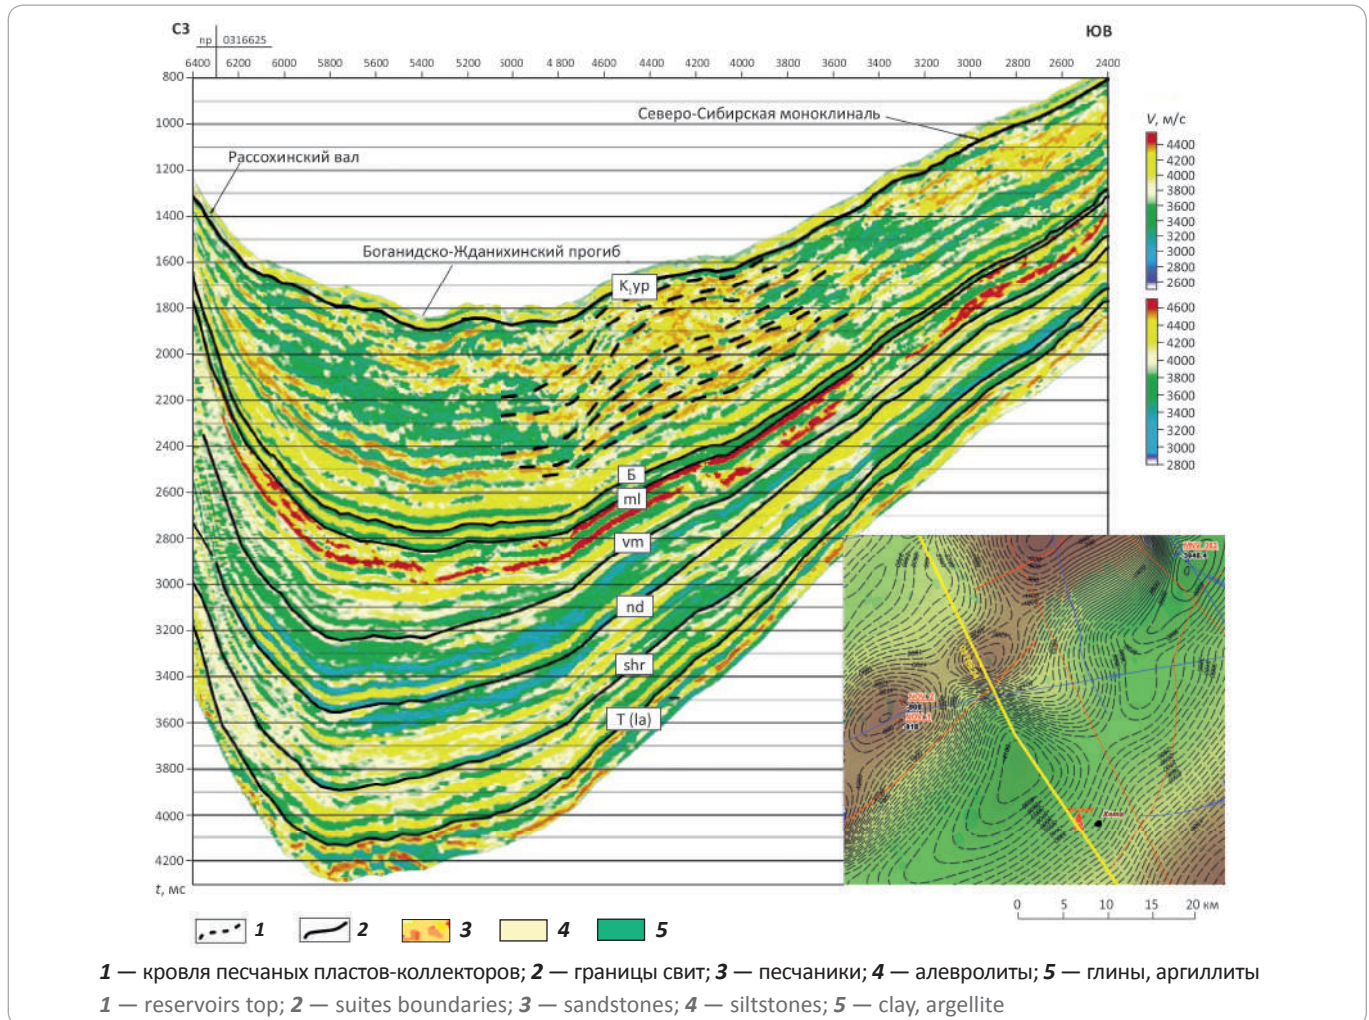 СЗ
ЮВ
пр 0316625
6400 6200 6000 5800 5600 5400 5200 5000 4 800 4600 4400 4200 4000 3800 3600 3400 3200 3000 2800 2600 2400
800
1000
1200
1400
1600
1800
2000
2200
2400
2600
2800
3000
3200
3400
3600
3800
4000
4200
t, мс
Северо-Сибирская моноклиналь
Рассохинский вал
Боганидско-Жданихинский прогиб
K₁yp
Б
ml
vm
nd
shr
T (la)
V, м/с
4400
4200
4000
3800
3600
3400
3200
3000
2800
2600
4600
4400
4200
4000
3800
3600
3400
3000
2800
0 5 10 15 20 км
1 2 3 4 5
1 — кровля песчаных пластов-коллекторов; 2 — границы свит; 3 — песчаники; 4 — алевролиты; 5 — глины, аргиллиты
1 — reservoirs top; 2 — suites boundaries; 3 — sandstones; 4 — siltstones; 5 — clay, argellite